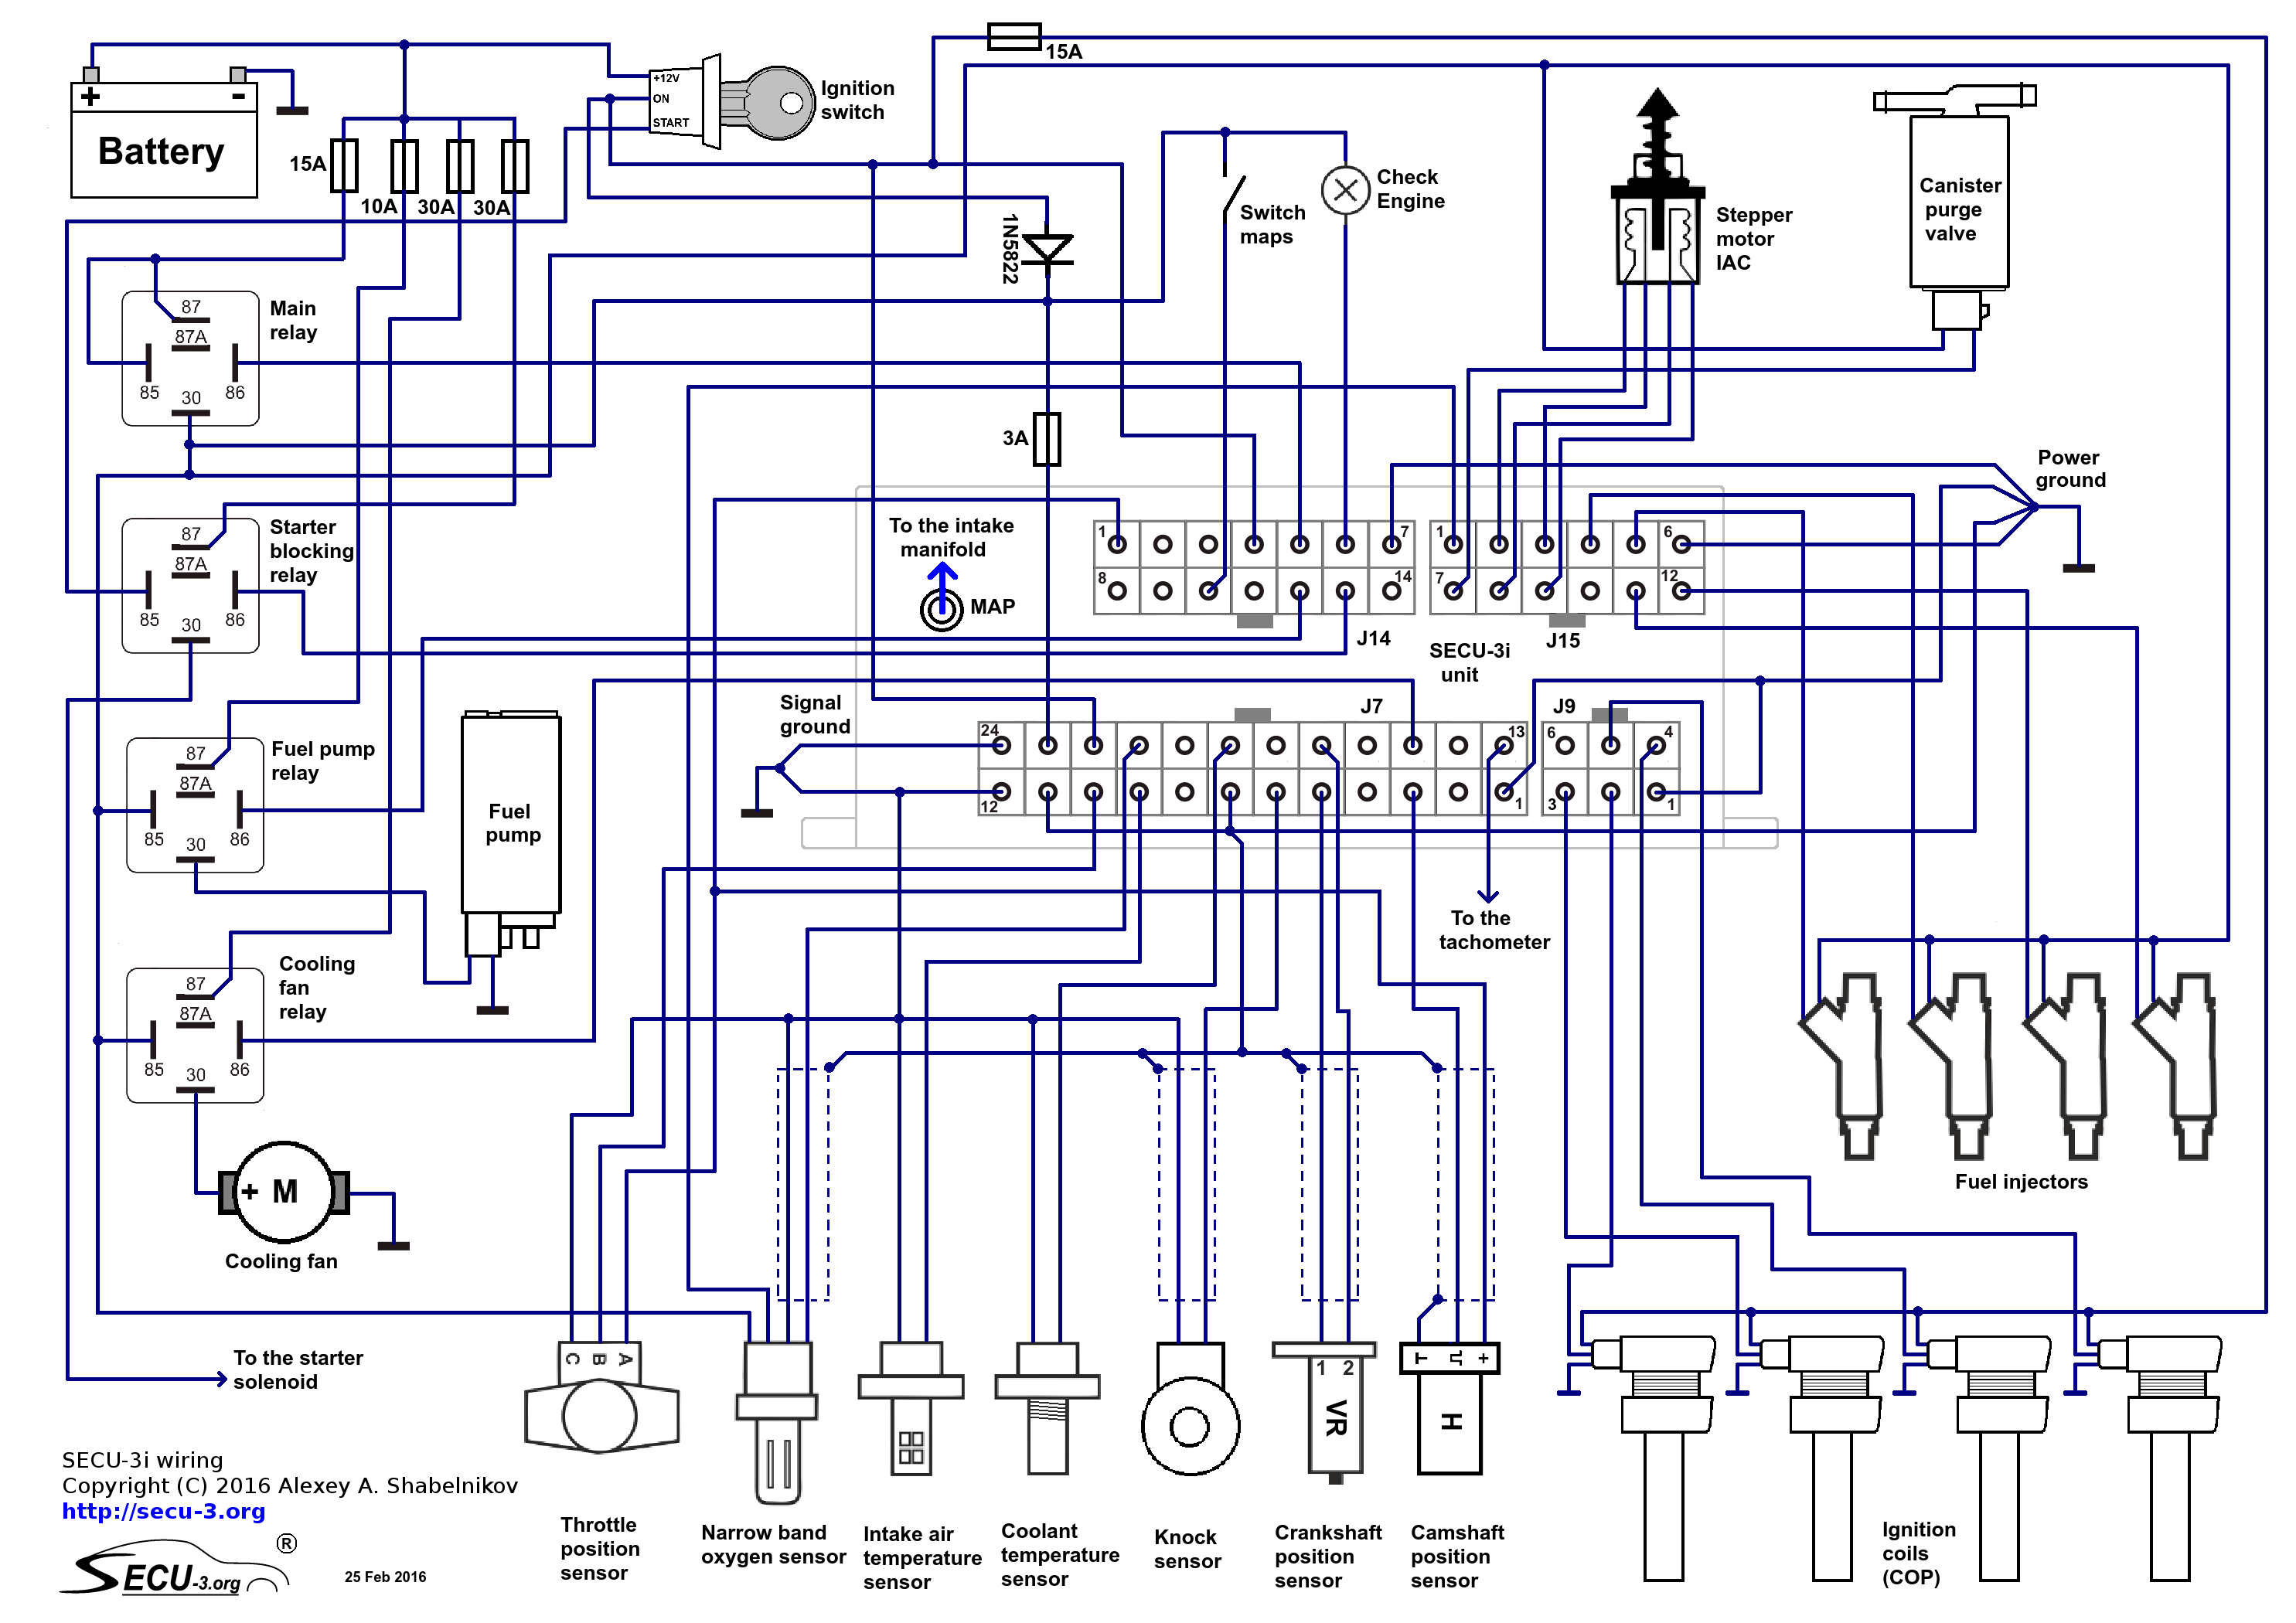 15A
+12V
ON
START
Ignition
switch
+ -
Battery
15A
10A
30A
30A
1N5822
Switch
maps
Check
Engine
Stepper
motor
IAC
Canister
purge
valve
87
87A
85
86
30
Main
relay
3A
Power
ground
87
87A
85
86
30
Starter
blocking
relay
To the intake
manifold
MAP
1
7
8
14
J14
1
6
7
12
J15
SECU-3i
unit
Signal
ground
J7
24
13
12
1
J9
6
4
3
1
87
87A
85
86
30
Fuel pump
relay
Fuel
pump
To the
tachometer
87
87A
85
86
30
Cooling
fan
relay
+ M
Cooling fan
Fuel injectors
To the starter
solenoid
C B A
1 2
VR
T
+
H
SECU-3i wiring
Copyright (C) 2016 Alexey A. Shabelnikov
http://secu-3.org
SECU-3.org
®
25 Feb 2016
Throttle
position
sensor
Narrow band
oxygen sensor
Intake air
temperature
sensor
Coolant
temperature
sensor
Knock
sensor
Crankshaft
position
sensor
Camshaft
position
sensor
Ignition
coils
(COP)